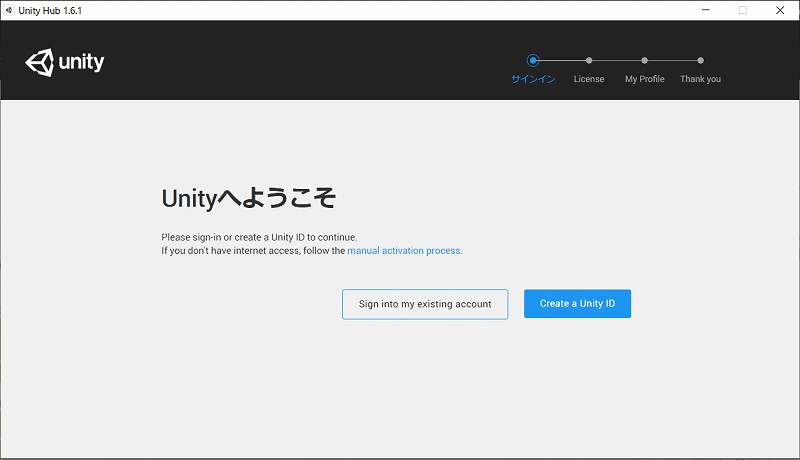 Unity Hub 1.6.1
unity
サインイン License My Profile Thank you
Unityへようこそ
Please sign-in or create a Unity ID to continue.
If you don't have internet access, follow the manual activation process.
Sign into my existing account Create a Unity ID